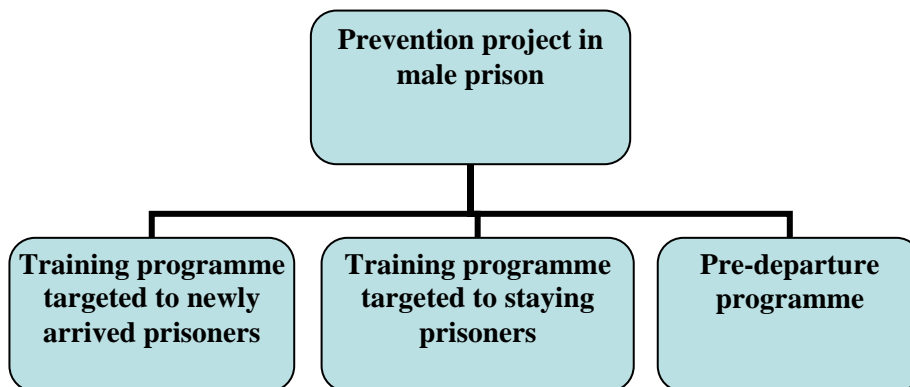 Prevention project in
male prison
Training programme
targeted to newly
arrived prisoners
Training programme
targeted to staying
prisoners
Pre-departure
programme